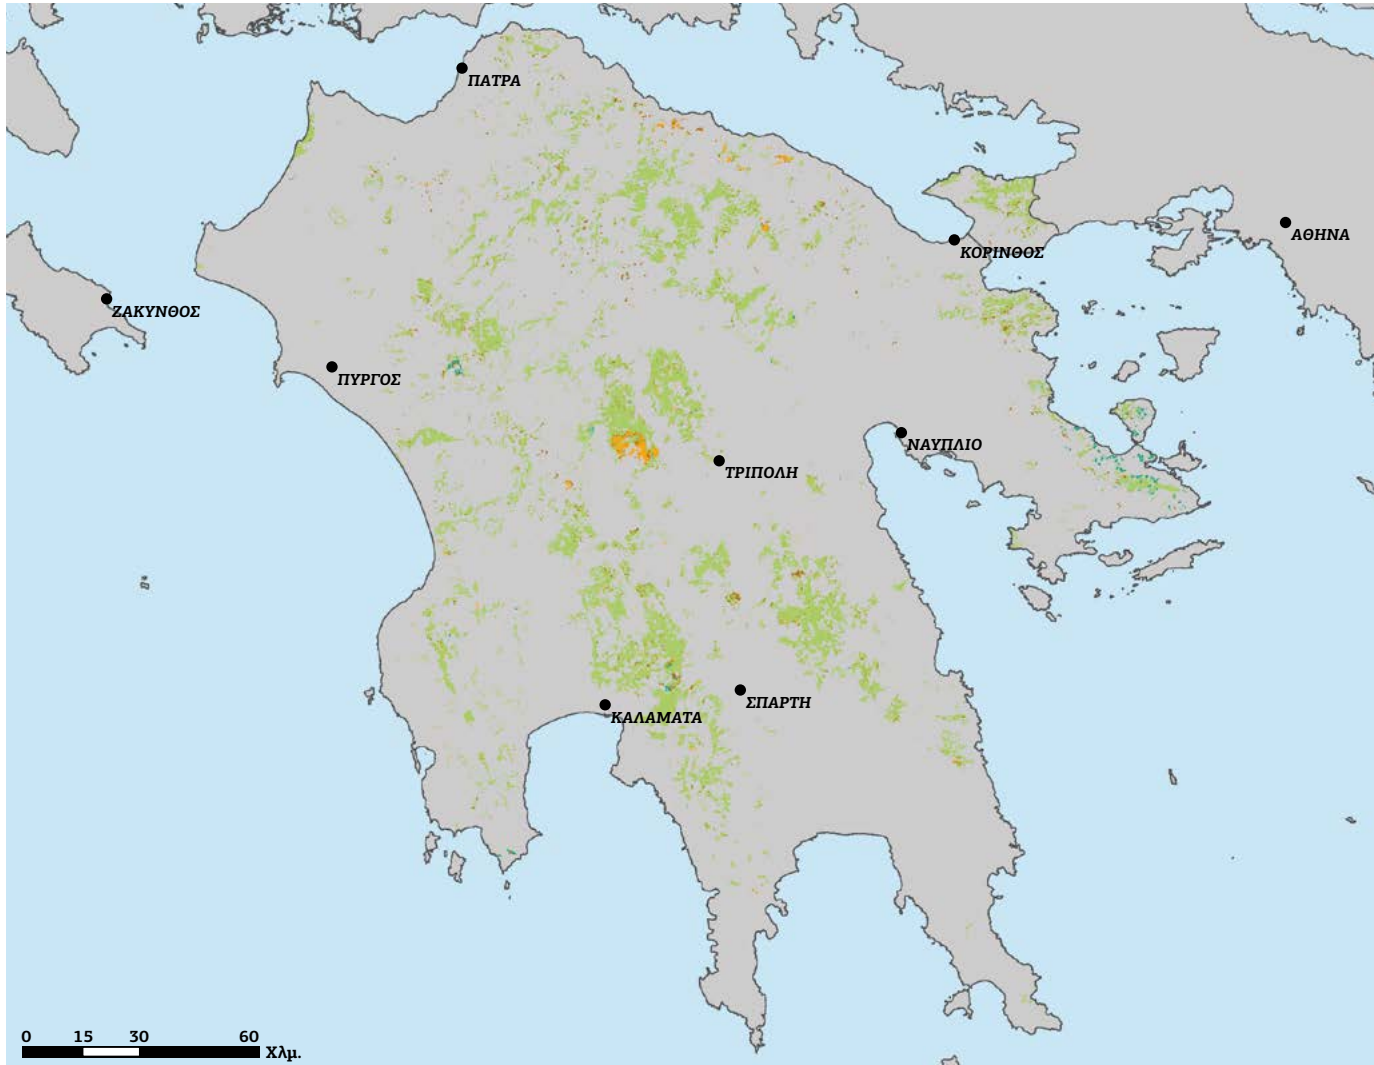 ΠΑΤΡΑ
ΑΘΗΝΑ
ΚΟΡΙΝΘΟΣ
ΖΑΚΥΝΘΟΣ
ΠΥΡΓΟΣ
ΝΑΥΠΛΙΟ
ΤΡΙΠΟΛΗ
ΣΠΑΡΤΗ
ΚΑΛΑΜΑΤΑ
0 15 30 60
Χλμ.